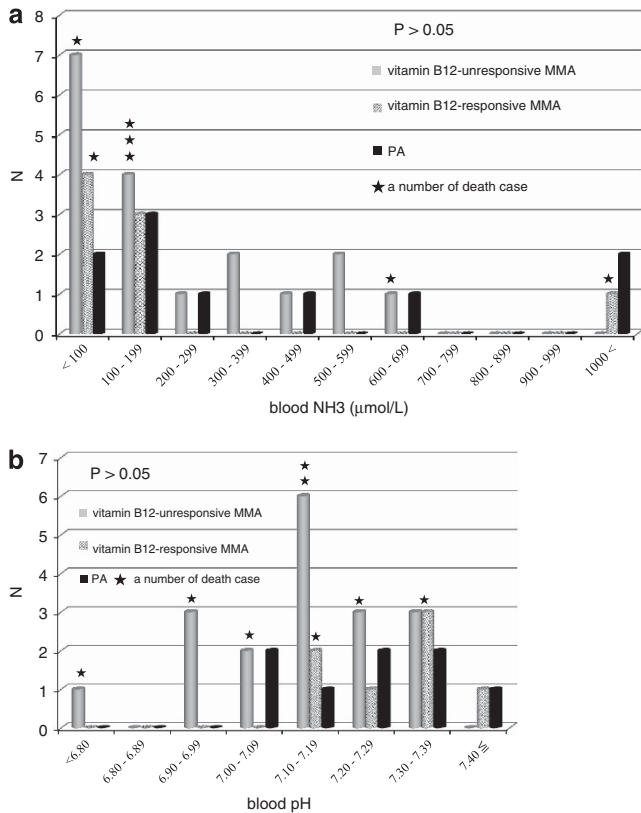 a
8
7
6
5
4
3
2
1
0
N
P > 0.05
vitamin B12-unresponsive MMA
vitamin B12-responsive MMA
PA
★ a number of death case
< 100
100 - 199
200 - 299
300 - 399
400 - 499
500 - 599
600 - 699
700 - 799
800 - 899
900 - 999
1000 <
blood NH3 (μmol/L)
b
7
6
5
4
3
2
1
0
N
P > 0.05
vitamin B12-unresponsive MMA
vitamin B12-responsive MMA
PA ★ a number of death case
<6.80
6.80 - 6.89
6.90 - 6.99
7.00 - 7.09
7.10 - 7.19
7.20 - 7.29
7.30 - 7.39
7.40 ≦
blood pH